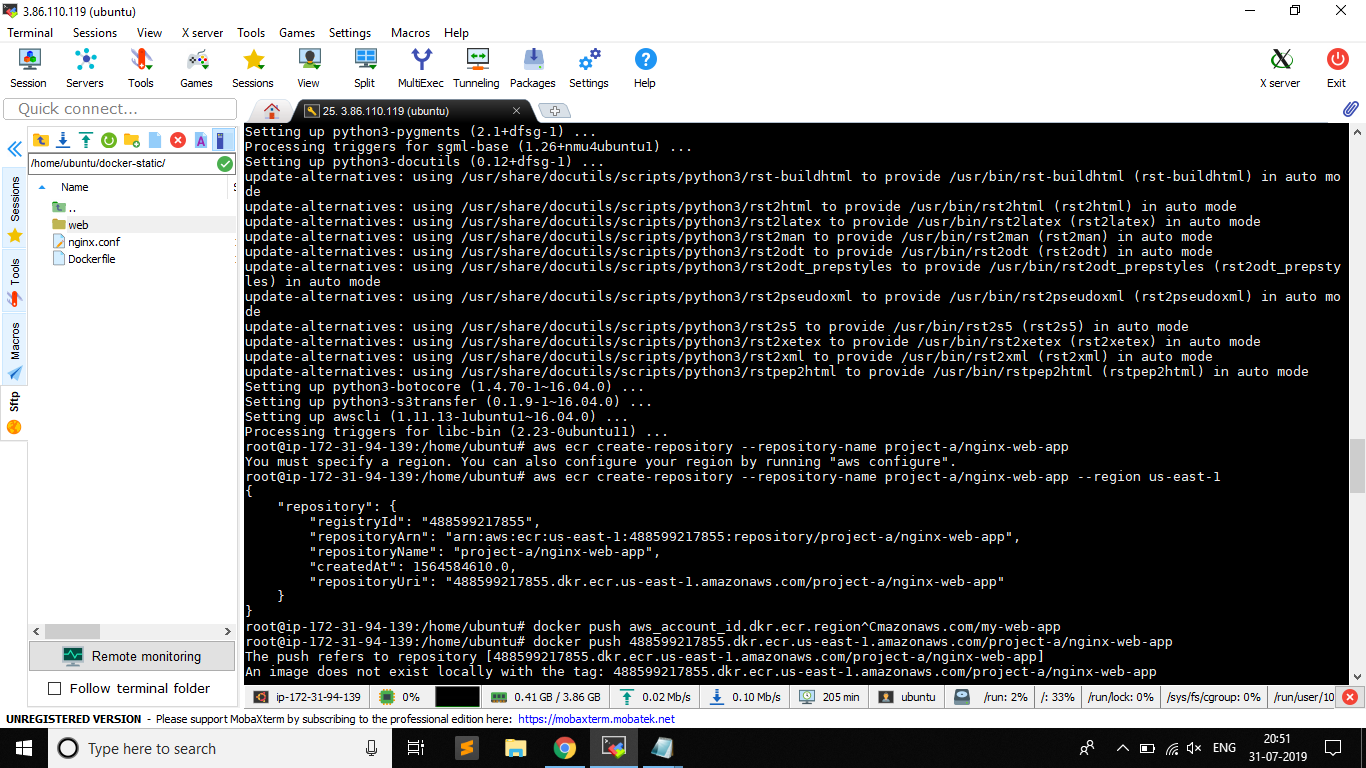 3.86.110.119 (ubuntu)
Terminal Sessions View X server Tools Games Settings Macros Help
Session Servers Tools Games Sessions View Split MultiExec Tunneling Packages Settings Help X server Exit
Quick connect...
25. 3.86.110.119 (ubuntu)
/home/ubuntu/docker-static/
Name
..
web
nginx.conf
Dockerfile
Sessions
Tools
Macros
Sftp
Setting up python3-pygments (2.1+dfsg-1) ...
Processing triggers for sgml-base (1.26+nmu4ubuntu1) ...
Setting up python3-docutils (0.12+dfsg-1) ...
update-alternatives: using /usr/share/docutils/scripts/python3/rst-buildhtml to provide /usr/bin/rst-buildhtml (rst-buildhtml) in auto mo
de
update-alternatives: using /usr/share/docutils/scripts/python3/rst2html to provide /usr/bin/rst2html (rst2html) in auto mode
update-alternatives: using /usr/share/docutils/scripts/python3/rst2latex to provide /usr/bin/rst2latex (rst2latex) in auto mode
update-alternatives: using /usr/share/docutils/scripts/python3/rst2man to provide /usr/bin/rst2man (rst2man) in auto mode
update-alternatives: using /usr/share/docutils/scripts/python3/rst2odt to provide /usr/bin/rst2odt (rst2odt) in auto mode
update-alternatives: using /usr/share/docutils/scripts/python3/rst2odt_prepstyles to provide /usr/bin/rst2odt_prepstyles (rst2odt_prepsty
les) in auto mode
update-alternatives: using /usr/share/docutils/scripts/python3/rst2pseudoxml to provide /usr/bin/rst2pseudoxml (rst2pseudoxml) in auto mo
de
update-alternatives: using /usr/share/docutils/scripts/python3/rst2s5 to provide /usr/bin/rst2s5 (rst2s5) in auto mode
update-alternatives: using /usr/share/docutils/scripts/python3/rst2xetex to provide /usr/bin/rst2xetex (rst2xetex) in auto mode
update-alternatives: using /usr/share/docutils/scripts/python3/rst2xml to provide /usr/bin/rst2xml (rst2xml) in auto mode
update-alternatives: using /usr/share/docutils/scripts/python3/rstpep2html to provide /usr/bin/rstpep2html (rstpep2html) in auto mode
Setting up python3-botocore (1.4.70-1~16.04.0) ...
Setting up python3-s3transfer (0.1.9-1~16.04.0) ...
Setting up awscli (1.11.13-1ubuntu1~16.04.0) ...
Processing triggers for libc-bin (2.23-0ubuntu11) ...
root@ip-172-31-94-139:/home/ubuntu# aws ecr create-repository --repository-name project-a/nginx-web-app
You must specify a region. You can also configure your region by running "aws configure".
root@ip-172-31-94-139:/home/ubuntu# aws ecr create-repository --repository-name project-a/nginx-web-app --region us-east-1
{
    "repository": {
        "registryId": "488599217855",
        "repositoryArn": "arn:aws:ecr:us-east-1:488599217855:repository/project-a/nginx-web-app",
        "repositoryName": "project-a/nginx-web-app",
        "createdAt": 1564584610.0,
        "repositoryUri": "488599217855.dkr.ecr.us-east-1.amazonaws.com/project-a/nginx-web-app"
    }
}
root@ip-172-31-94-139:/home/ubuntu# docker push aws_account_id.dkr.ecr.region^Cmazonaws.com/my-web-app
root@ip-172-31-94-139:/home/ubuntu# docker push 488599217855.dkr.ecr.us-east-1.amazonaws.com/project-a/nginx-web-app
The push refers to repository [488599217855.dkr.ecr.us-east-1.amazonaws.com/project-a/nginx-web-app]
An image does not exist locally with the tag: 488599217855.dkr.ecr.us-east-1.amazonaws.com/project-a/nginx-web-app
Remote monitoring
Follow terminal folder
ip-172-31-94-139 0% 0.41 GB / 3.86 GB 0.02 Mb/s 0.10 Mb/s 205 min ubuntu /run: 2% /: 33% /run/lock: 0% /sys/fs/cgroup: 0% /run/user/10
UNREGISTERED VERSION - Please support MobaXterm by subscribing to the professional edition here: https://mobaxterm.mobatek.net
Type here to search
ENG
20:51
31-07-2019